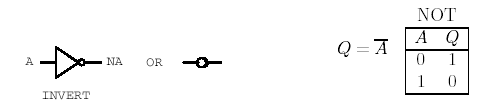 A NA OR
INVERT
Q = A̅
NOT
A Q
0 1
1 0